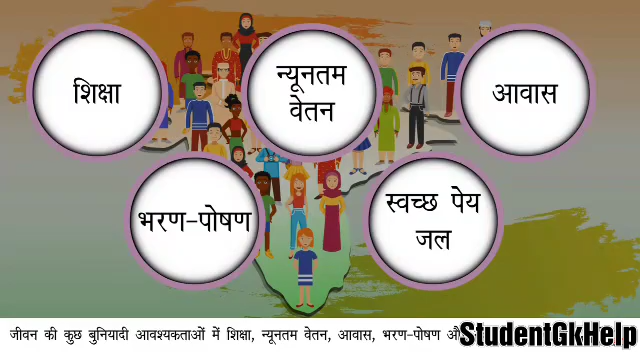 शिक्षा
न्यूनतम
वेतन
आवास
भरण-पोषण
स्वच्छ पेय
जल
जीवन की कुछ बुनियादी आवश्यकताओं में शिक्षा, न्यूनतम वेतन, आवास, भरण-पोषण औ
StudentGkHelp